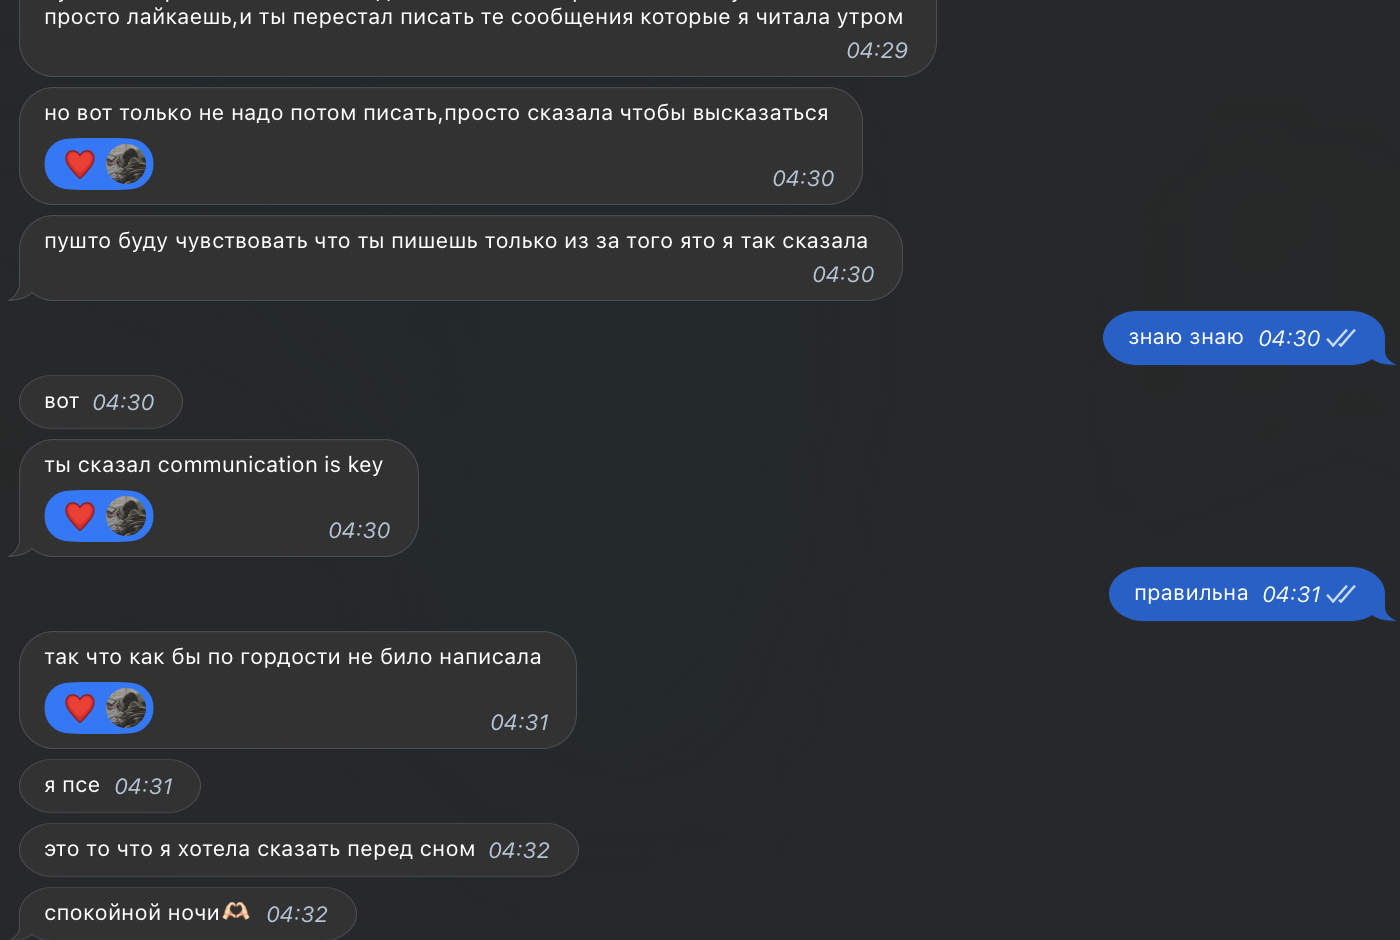 просто лайкаешь,и ты перестал писать те сообщения которые я читала утром
04:29
но вот только не надо потом писать,просто сказала чтобы высказаться
❤️
04:30
пушто буду чувствовать что ты пишешь только из за того ято я так сказала
04:30
знаю знаю 04:30
вот 04:30
ты сказал communication is key
❤️
04:30
правильна 04:31
так что как бы по гордости не било написала
❤️
04:31
я псе 04:31
это то что я хотела сказать перед сном 04:32
спокойной ночи🫶🏻 04:32